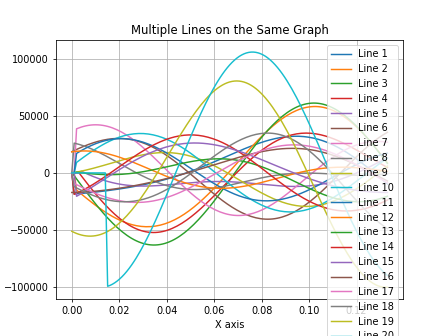 Multiple Lines on the Same Graph
100000
50000
0
−50000
−100000
0.00
0.02
0.04
0.06
0.08
0.10
X axis
Line 1
Line 2
Line 3
Line 4
Line 5
Line 6
Line 7
Line 8
Line 9
Line 10
Line 11
Line 12
Line 13
Line 14
Line 15
Line 16
Line 17
Line 18
Line 19
Line 20